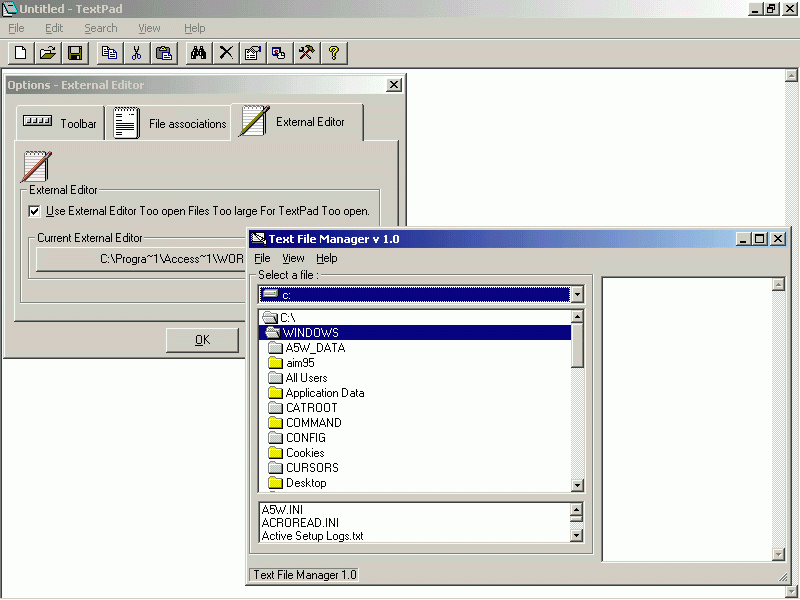 Untitled - TextPad
File Edit Search View Help
Options - External Editor
Toolbar File associations External Editor
External Editor
Use External Editor Too open Files Too large For TextPad Too open.
Current External Editor
C:\Progra~1\Access~1\WOR
OK
Text File Manager v 1.0
File View Help
Select a file :
c:
C:\
WINDOWS
A5W_DATA
aim95
All Users
Application Data
CATROOT
COMMAND
CONFIG
Cookies
CURSORS
Desktop
A5W.INI
ACROREAD.INI
Active Setup Logs.txt
Text File Manager 1.0